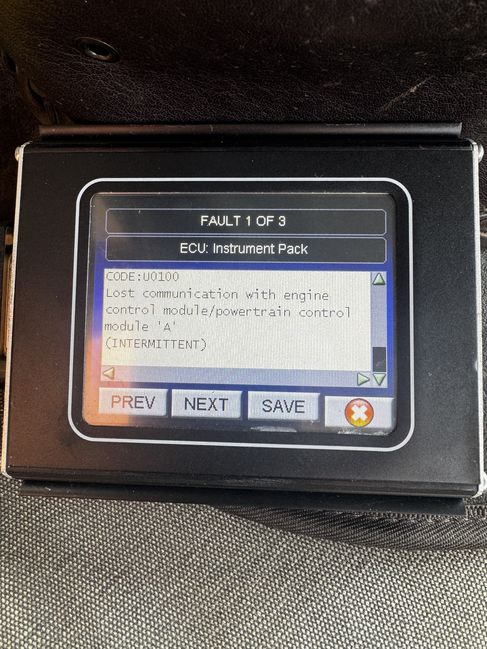 FAULT 1 OF 3
ECU: Instrument Pack
CODE:U0100
Lost communication with engine
control module/powertrain control
module 'A'
(INTERMITTENT)
PREV NEXT SAVE